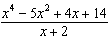 x⁴ − 5x² + 4x + 14
x + 2